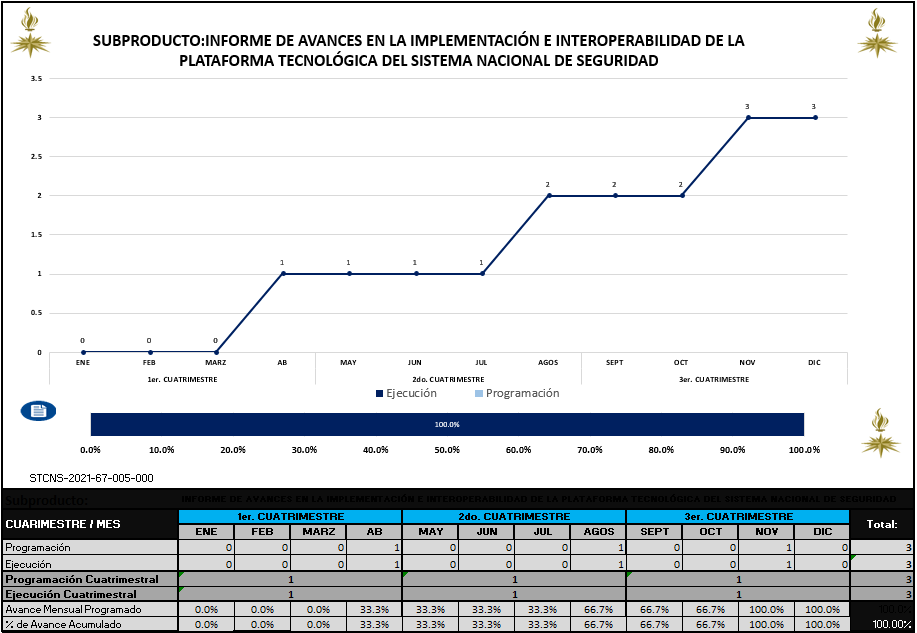 SUBPRODUCTO:INFORME DE AVANCES EN LA IMPLEMENTACIÓN E INTEROPERABILIDAD DE LA
PLATAFORMA TECNOLÓGICA DEL SISTEMA NACIONAL DE SEGURIDAD
3.5
3
2.5
2
1.5
1
0.5
0
0 0 0 1 1 1 1 2 2 2 3 3
ENE FEB MARZ AB MAY JUN JUL AGOS SEPT OCT NOV DIC
1er. CUATRIMESTRE 2do. CUATRIMESTRE 3er. CUATRIMESTRE
Ejecución Programación
100.0%
0.0% 10.0% 20.0% 30.0% 40.0% 50.0% 60.0% 70.0% 80.0% 90.0% 100.0%
STCNS-2021-67-005-000
Subproducto: INFORME DE AVANCES EN LA IMPLEMENTACIÓN E INTEROPERABILIDAD DE LA PLATAFORMA TECNOLÓGICA DEL SISTEMA NACIONAL DE SEGURIDAD
CUARIMESTRE / MES 1er. CUATRIMESTRE 2do. CUATRIMESTRE 3er. CUATRIMESTRE Total:
ENE FEB MARZ AB MAY JUN JUL AGOS SEPT OCT NOV DIC
Programación 0 0 0 1 0 0 0 1 0 0 1 0 3
Ejecución 0 0 0 1 0 0 0 1 0 0 1 0 3
Programación Cuatrimestral 1 1 1 3
Ejecución Cuatrimestral 1 1 1 3
Avance Mensual Programado 0.0% 0.0% 0.0% 33.3% 33.3% 33.3% 33.3% 66.7% 66.7% 66.7% 100.0% 100.0% 100.0%
% de Avance Acumulado 0.0% 0.0% 0.0% 33.3% 33.3% 33.3% 33.3% 66.7% 66.7% 66.7% 100.0% 100.0% 100.00%